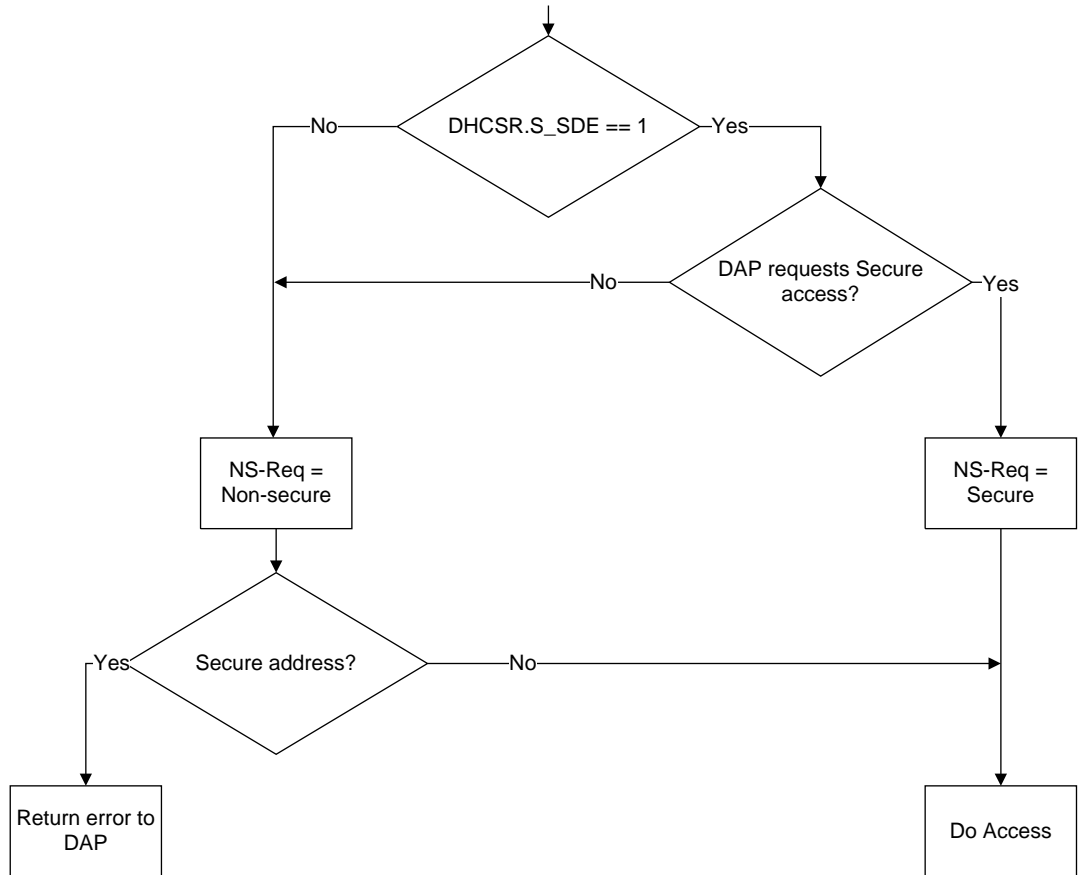 DHCSR.S_SDE == 1
No
Yes
DAP requests Secure
access?
No
Yes
NS-Req =
Non-secure
NS-Req =
Secure
Secure address?
Yes
No
Return error to
DAP
Do Access